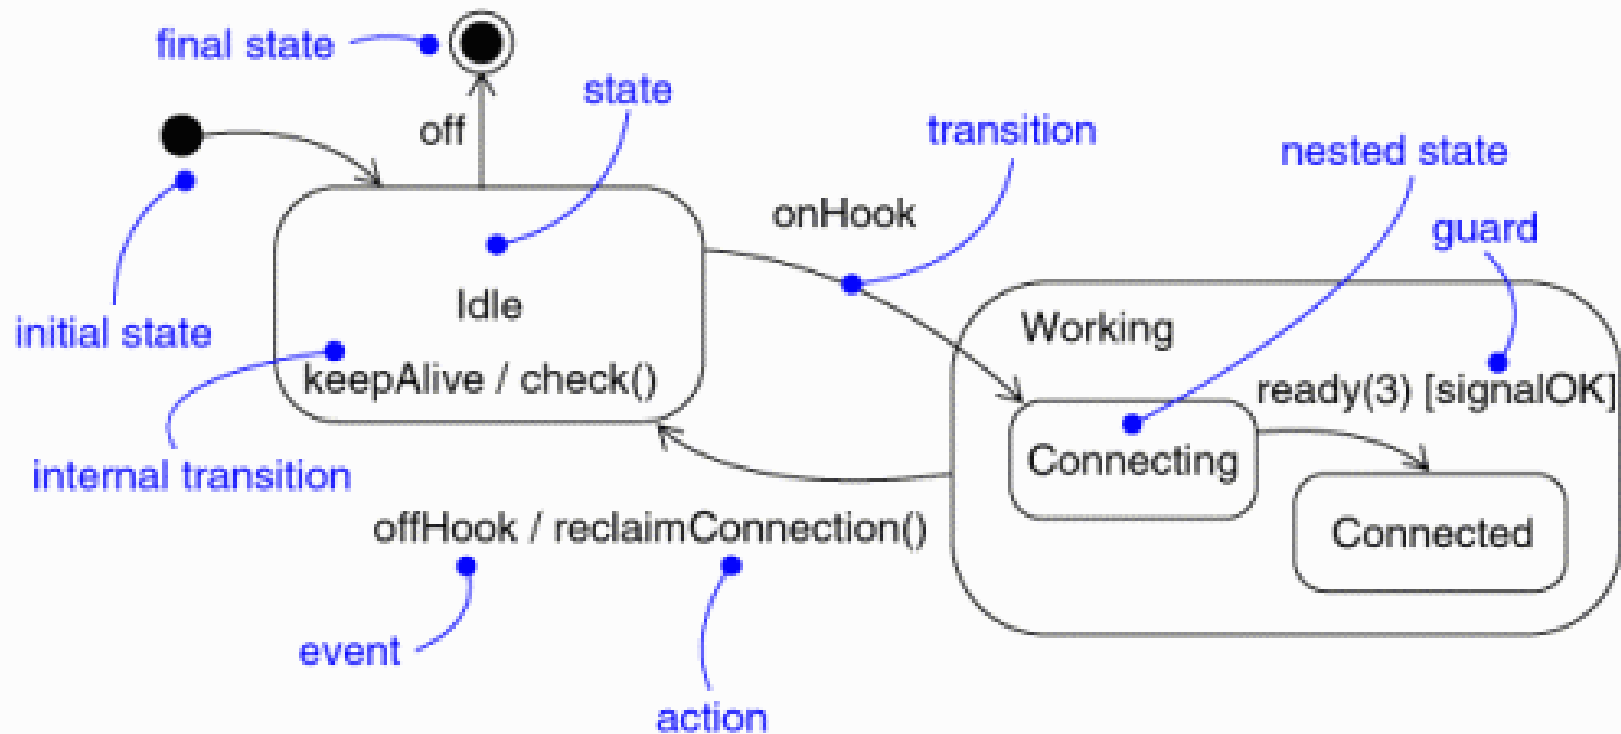 final state
state
off
transition
nested state
onHook
guard
initial state
Idle
Working
keepAlive / check()
ready(3) [signalOK]
internal transition
Connecting
offHook / reclaimConnection()
Connected
event
action